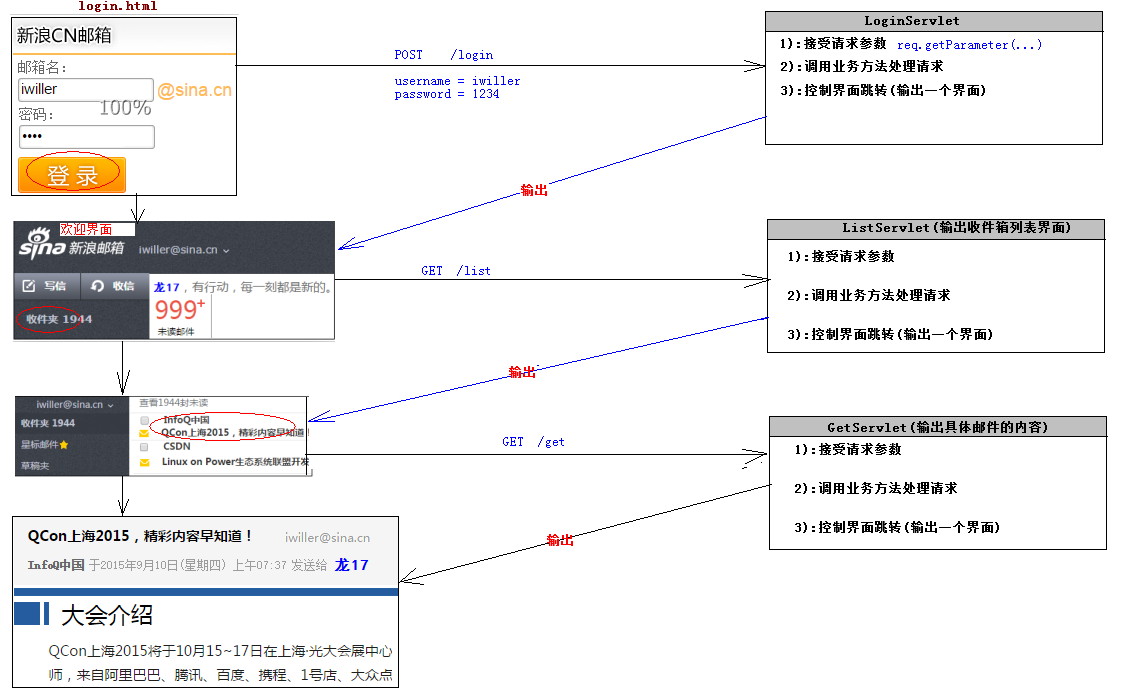 login.html
新浪CN邮箱
邮箱名：
iwiller @sina.cn
100%
密码：
••••
登 录
POST /login
username = iwiller
password = 1234
LoginServlet
1):接受请求参数 req.getParameter(...)
2):调用业务方法处理请求
3):控制界面跳转(输出一个界面)
输出
欢迎界面
sina 新浪邮箱 iwiller@sina.cn
写信 收信
龙17，有行动，每一刻都是新的。
999+
收件夹 1944
未读邮件
GET /list
ListServlet(输出收件箱列表界面)
1):接受请求参数
2):调用业务方法处理请求
3):控制界面跳转(输出一个界面)
输出
iwiller@sina.cn
收件夹 1944
星标邮件
草稿夹
查看1944封未读
InfoQ中国
QCon上海2015，精彩内容早知道！
CSDN
Linux on Power生态系统联盟开发
GET /get
GetServlet(输出具体邮件的内容)
1):接受请求参数
2):调用业务方法处理请求
3):控制界面跳转(输出一个界面)
输出
QCon上海2015，精彩内容早知道！ iwiller@sina.cn
InfoQ中国 于2015年9月10日(星期四) 上午07:37 发送给 龙17
大会介绍
QCon上海2015将于10月15~17日在上海·光大会展中心
师，来自阿里巴巴、腾讯、百度、携程、1号店、大众点